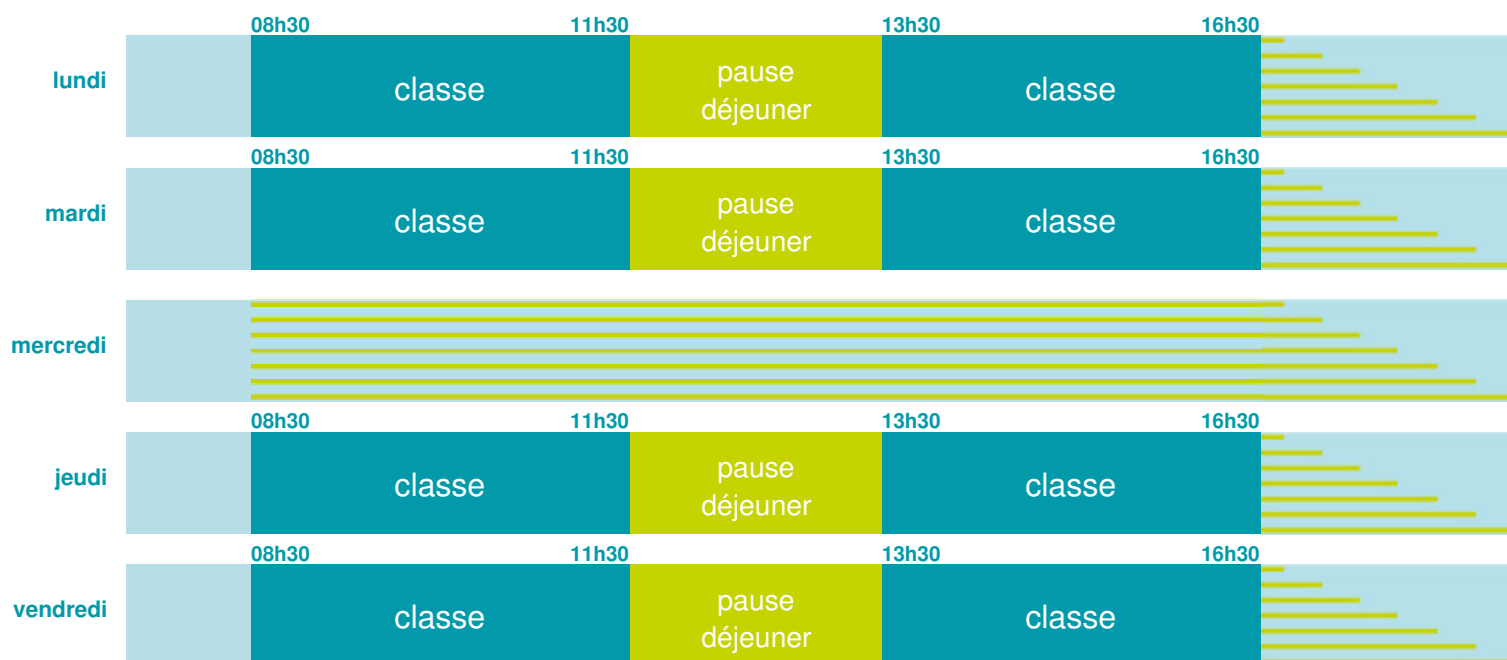 08h30 11h30 13h30 16h30
lundi classe pause déjeuner classe
08h30 11h30 13h30 16h30
mardi classe pause déjeuner classe
mercredi
08h30 11h30 13h30 16h30
jeudi classe pause déjeuner classe
08h30 11h30 13h30 16h30
vendredi classe pause déjeuner classe